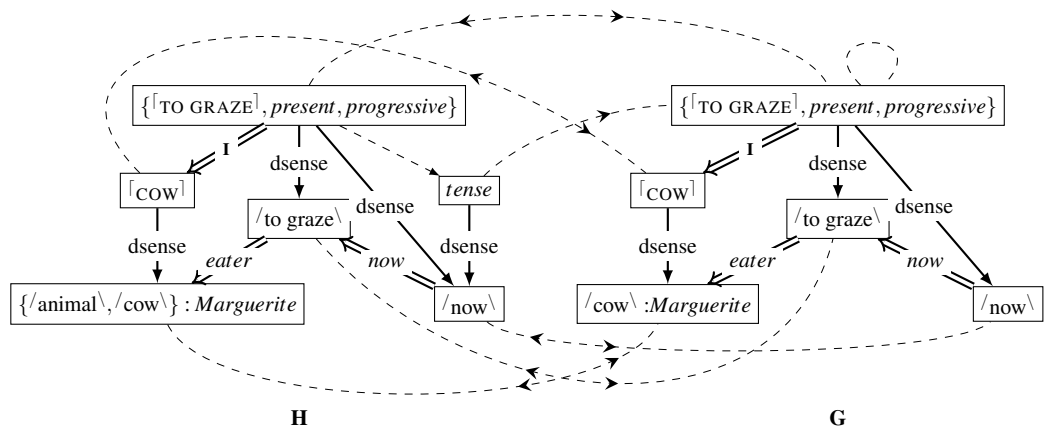 {⌈TO GRAZE⌉, present, progressive} {⌈TO GRAZE⌉, present, progressive}
I I
dsense dsense
⌈COW⌉ tense ⌈COW⌉
/to graze\ dsense /to graze\ dsense
dsense dsense dsense
eater now eater now
{/animal\, /cow\} : Marguerite /now\ /cow\ :Marguerite /now\
H G